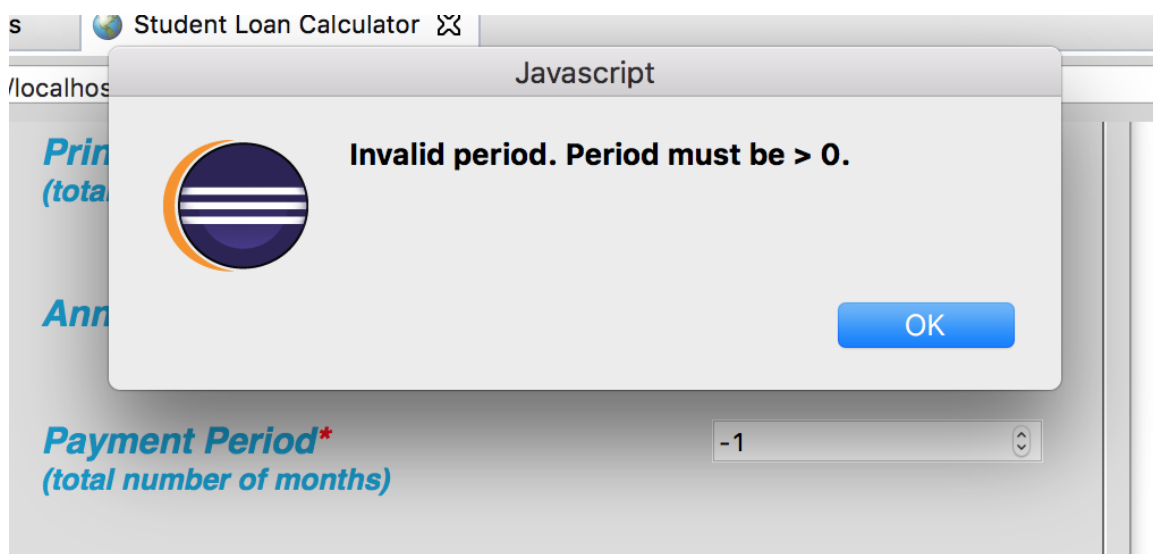 s
Student Loan Calculator
Javascript
/localhos
Prin
(tota
Invalid period. Period must be > 0.
Ann
OK
Payment Period*
-1
(total number of months)